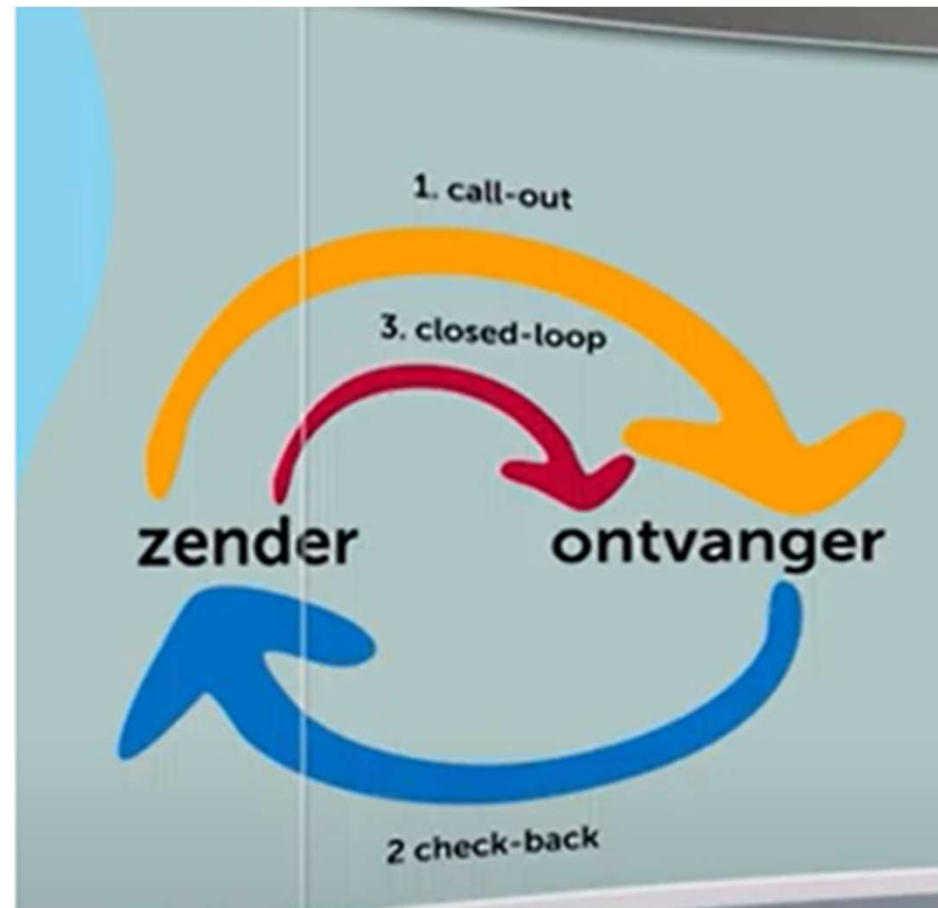 1. call-out
3. closed-loop
zender
ontvanger
2 check-back